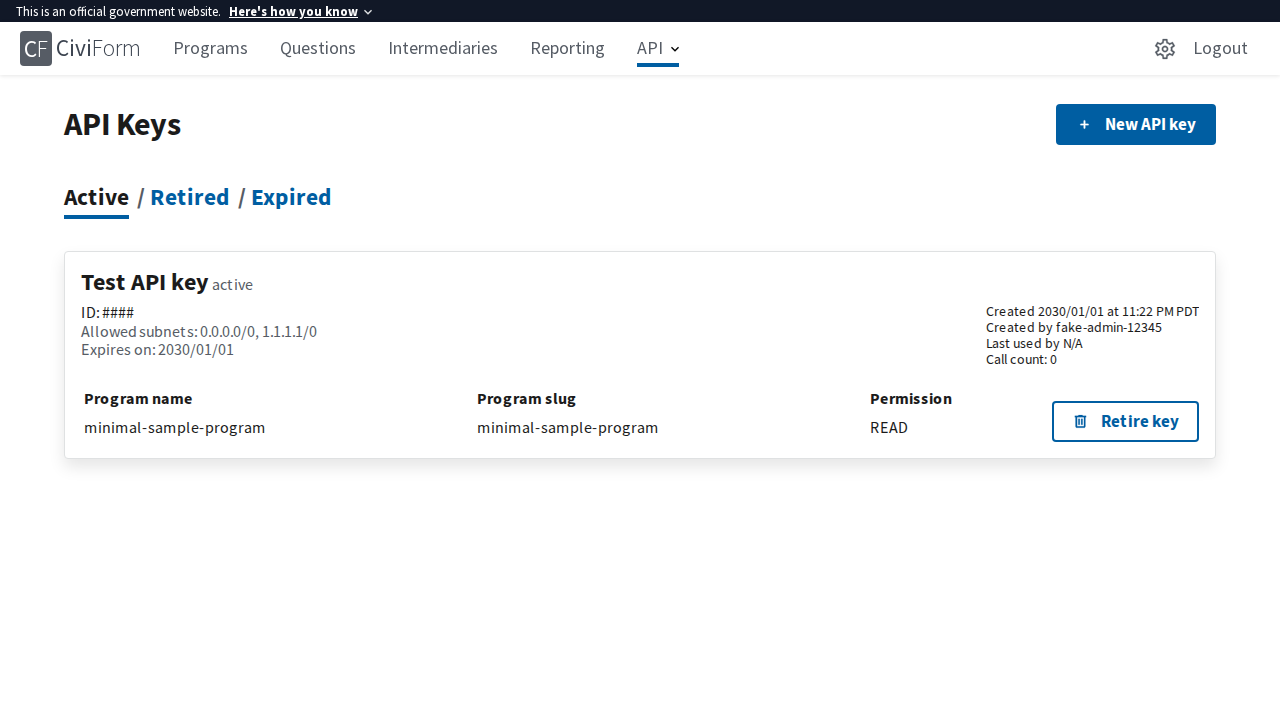 This is an official government website. Here's how you know
CF CiviForm Programs Questions Intermediaries Reporting API Logout
API Keys
+ New API key
Active / Retired / Expired
Test API key active
ID: ####
Allowed subnets: 0.0.0.0/0, 1.1.1.1/0
Expires on: 2030/01/01
Created 2030/01/01 at 11:22 PM PDT
Created by fake-admin-12345
Last used by N/A
Call count: 0
Program name Program slug Permission
minimal-sample-program minimal-sample-program READ
Retire key